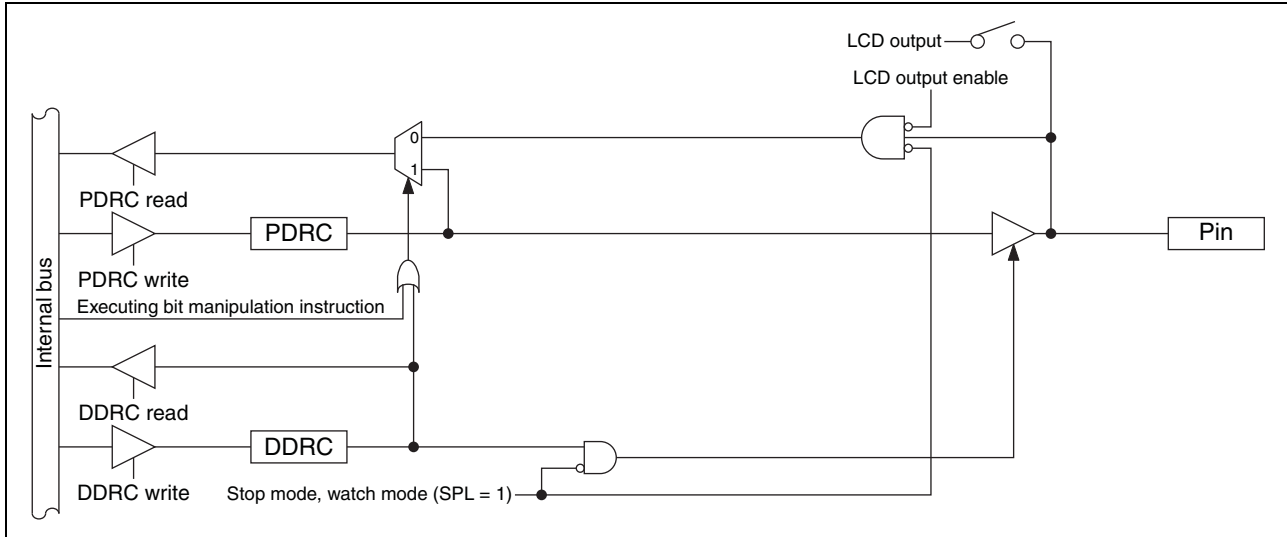 LCD output
LCD output enable
0
1
PDRC read
PDRC
Pin
PDRC write
Executing bit manipulation instruction
Internal bus
DDRC read
DDRC
DDRC write
Stop mode, watch mode (SPL = 1)